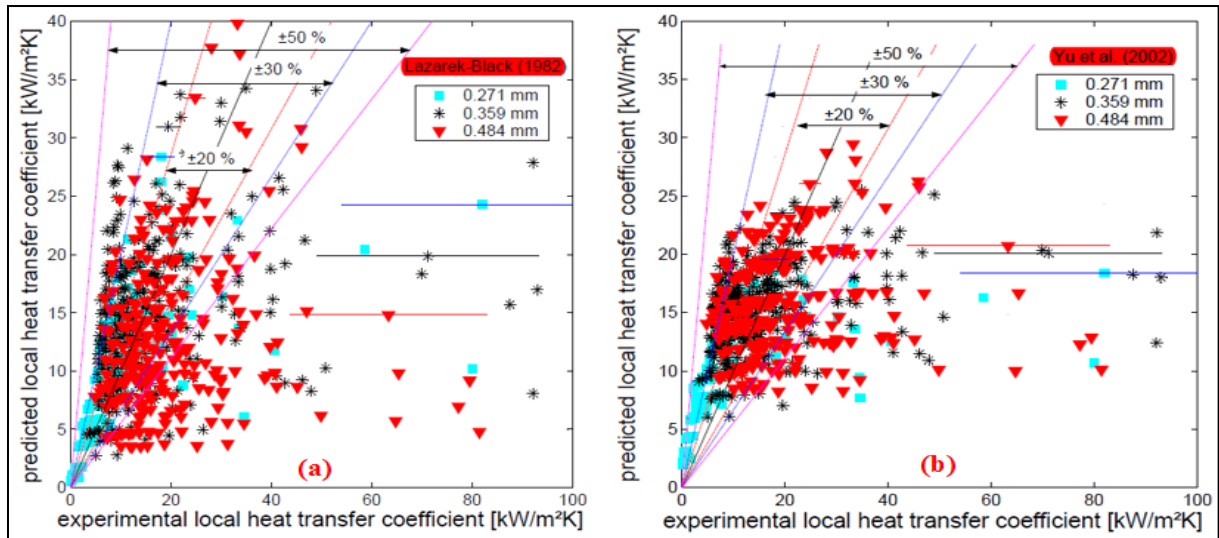 predicted local heat transfer coefficient [kW/m²K]
40
35
30
25
20
15
10
5
0
±50 %
±30 %
±20 %
Lazarek-Black (1982)
0.271 mm
0.359 mm
0.484 mm
(a)
0
20
40
60
80
100
experimental local heat transfer coefficient [kW/m²K]
predicted local heat transfer coefficient [kW/m²K]
40
35
30
25
20
15
10
5
0
±50 %
±30 %
±20 %
Yu et al. (2002)
0.271 mm
0.359 mm
0.484 mm
(b)
0
20
40
60
80
100
experimental local heat transfer coefficient [kW/m²K]